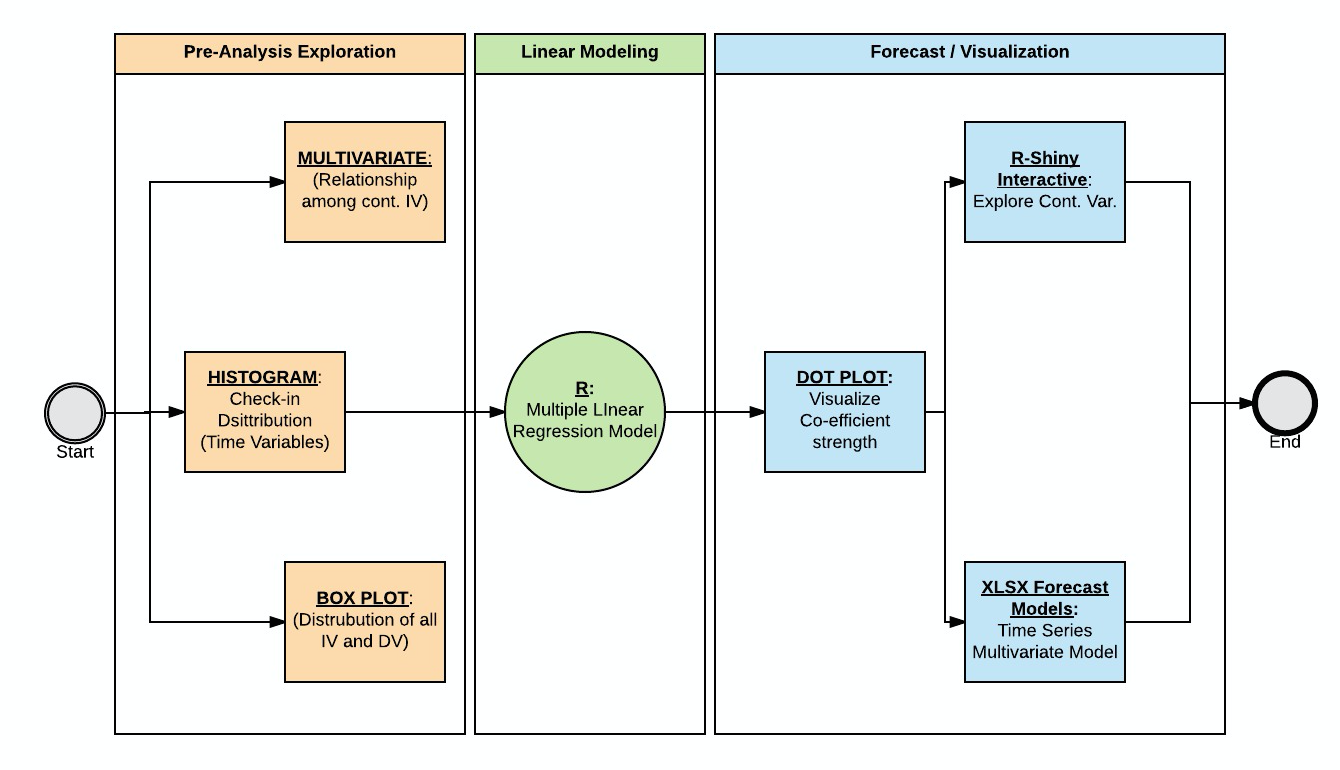 Pre-Analysis Exploration
Linear Modeling
Forecast / Visualization
MULTIVARIATE:
(Relationship
among cont. IV)
R-Shiny
Interactive:
Explore Cont. Var.
Start
HISTOGRAM:
Check-in
Dsittribution
(Time Variables)
R:
Multiple LInear
Regression Model
DOT PLOT:
Visualize
Co-efficient
strength
End
BOX PLOT:
(Distrubution of all
IV and DV)
XLSX Forecast
Models:
Time Series
Multivariate Model